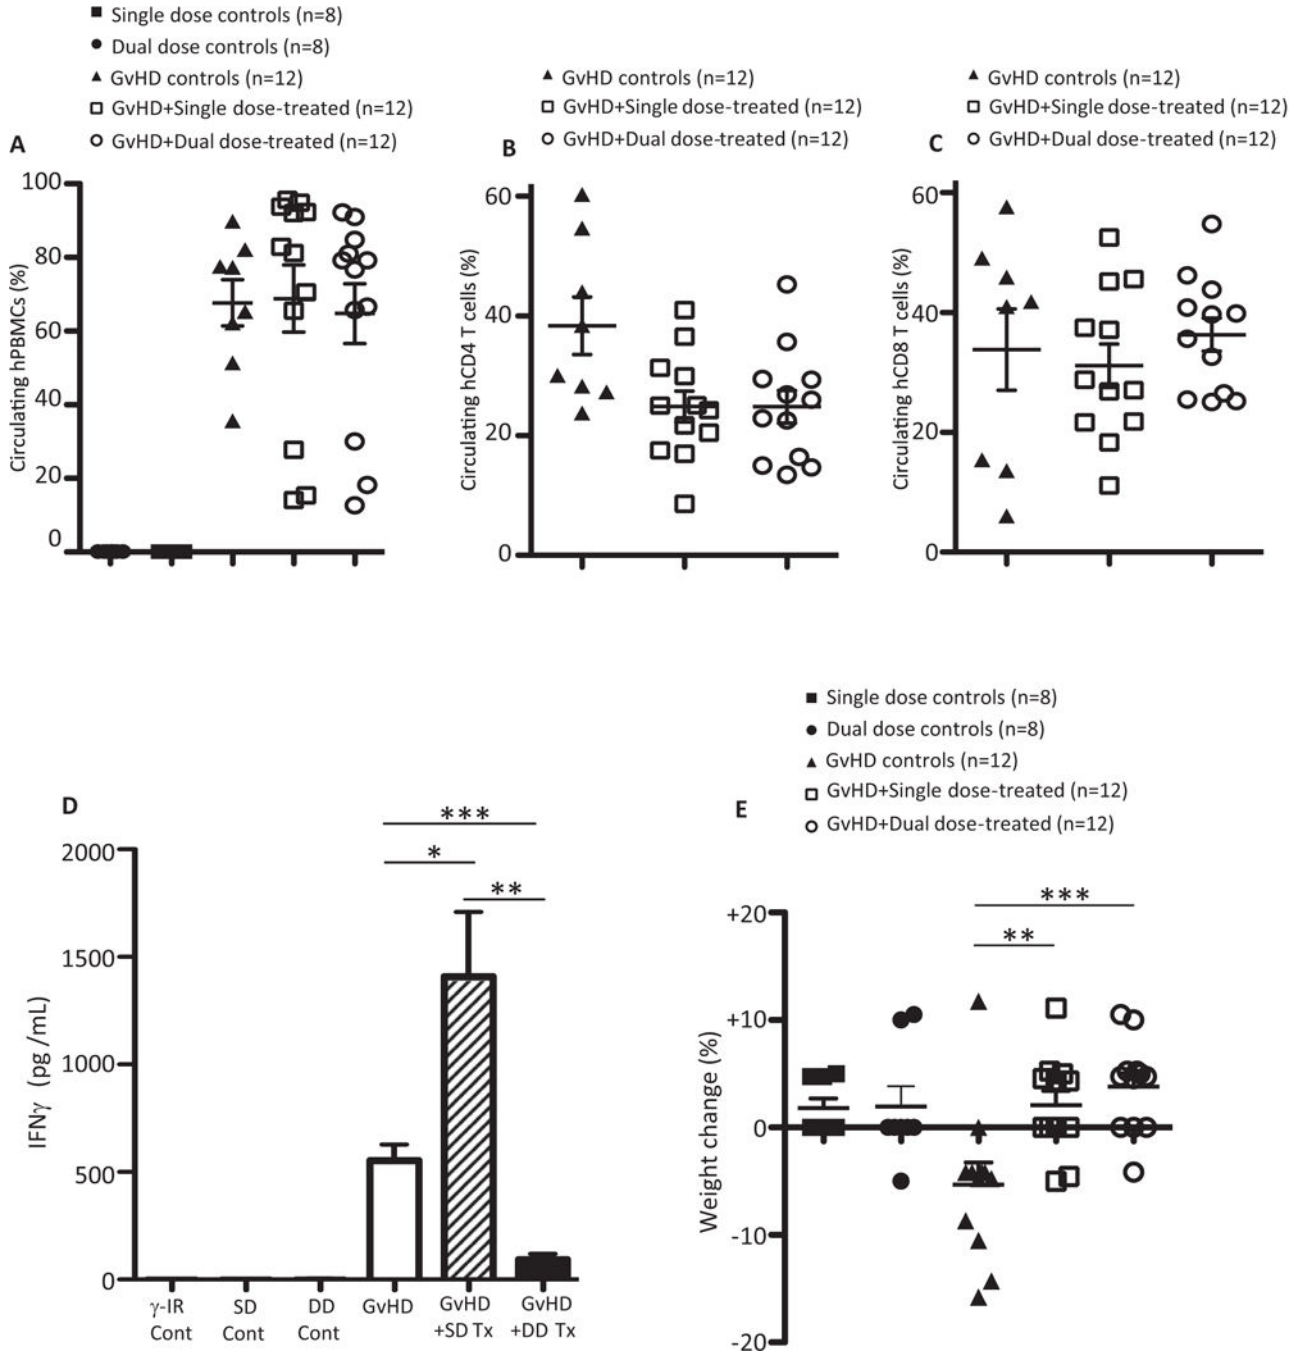 Single dose controls (n=8)
Dual dose controls (n=8)
GvHD controls (n=12)
GvHD+Single dose-treated (n=12)
GvHD+Dual dose-treated (n=12)
A
100
80
60
40
20
0
Circulating hPBMCs (%)
GvHD controls (n=12)
GvHD+Single dose-treated (n=12)
GvHD+Dual dose-treated (n=12)
B
60
40
20
0
Circulating hCD4 T cells (%)
GvHD controls (n=12)
GvHD+Single dose-treated (n=12)
GvHD+Dual dose-treated (n=12)
C
60
40
20
0
Circulating hCD8 T cells (%)
D
2000
1500
1000
500
0
IFNγ (pg /mL)
***
*
**
γ-IR
Cont
SD
Cont
DD
Cont
GvHD
GvHD
+SD Tx
GvHD
+DD Tx
Single dose controls (n=8)
Dual dose controls (n=8)
GvHD controls (n=12)
GvHD+Single dose-treated (n=12)
GvHD+Dual dose-treated (n=12)
E
+20
+10
0
-10
-20
Weight change (%)
***
**